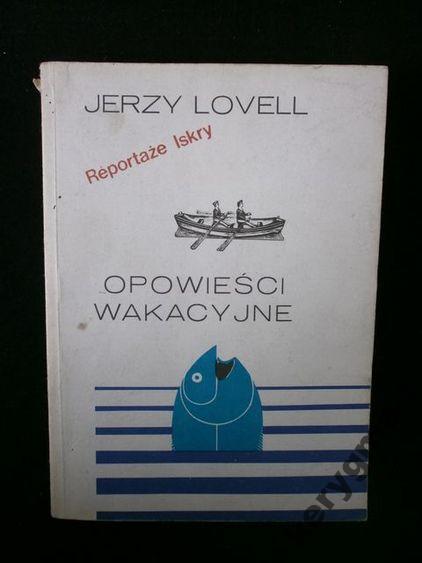 JERZY LOVELL
Reportaże Iskry
OPOWIEŚCI
WAKACYJNE